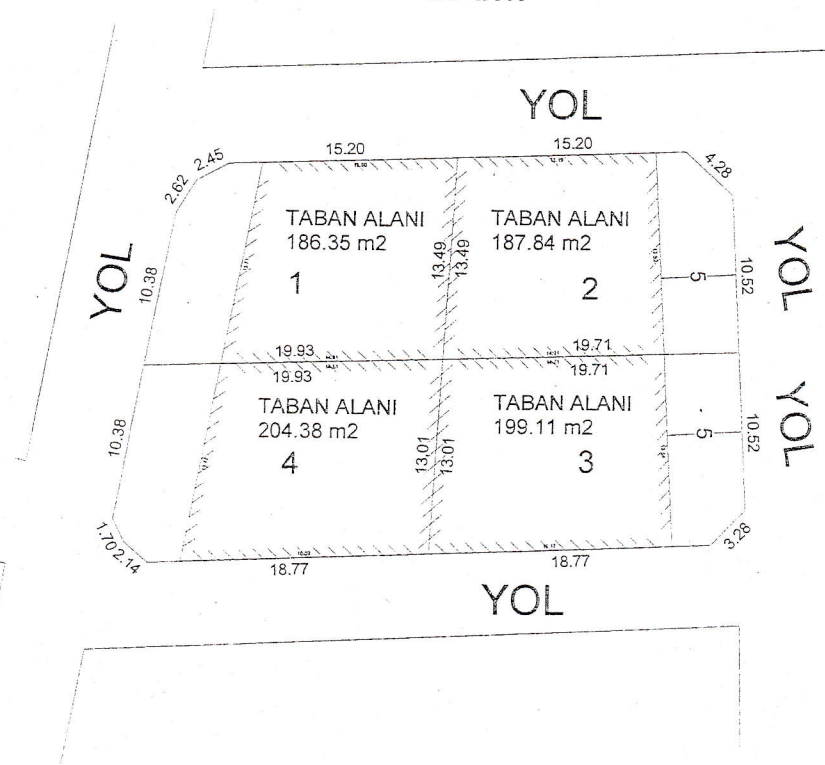 YOL
15.20
15.20
2.45
4.28
2.62
TABAN ALANI
186.35 m2
1
TABAN ALANI
187.84 m2
2
13.49
13.49
YOL
10.38
5
10.52
YOL
19.93
19.71
19.93
19.71
TABAN ALANI
204.38 m2
4
TABAN ALANI
199.11 m2
3
13,01
13.01
10.38
5
10.52
YOL
1.70
2.14
3.28
18.77
18.77
YOL